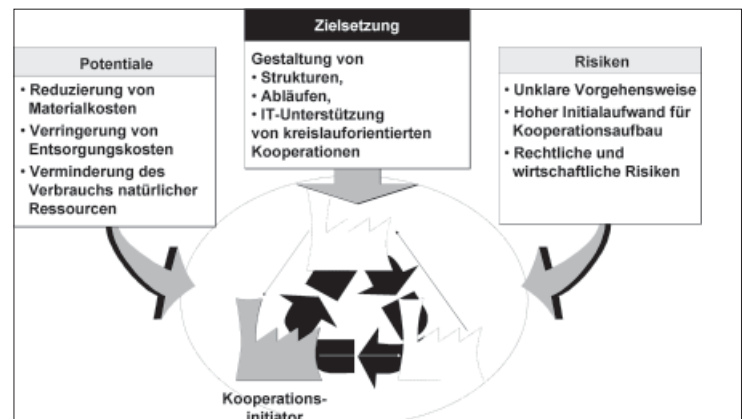 Zielsetzung
Gestaltung von
• Strukturen,
• Abläufen,
• IT-Unterstützung
von kreislauforientierten
Kooperationen
Potentiale
• Reduzierung von
Materialkosten
• Verringerung von
Entsorgungskosten
• Verminderung des
Verbrauchs natürlicher
Ressourcen
Risiken
• Unklare Vorgehensweise
• Hoher Initialaufwand für
Kooperationsaufbau
• Rechtliche und
wirtschaftliche Risiken
Kooperations-
initiator